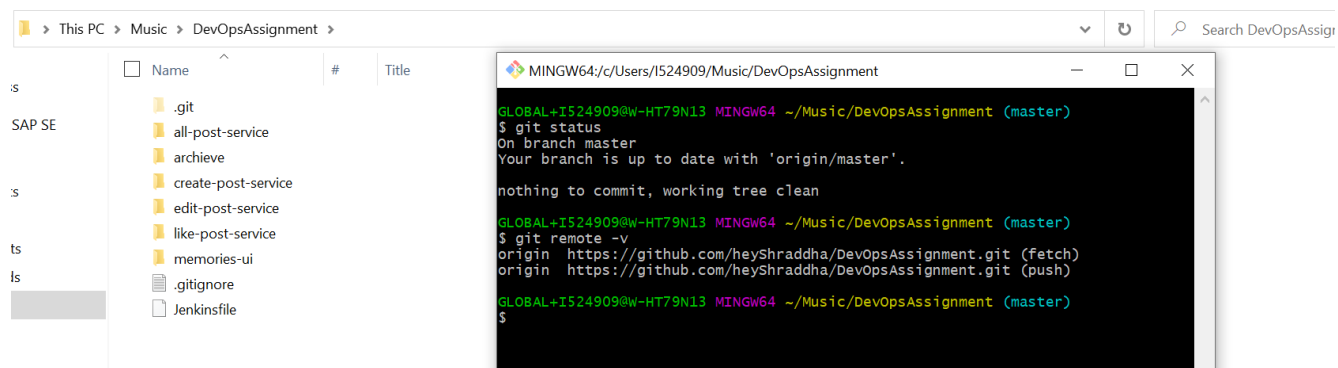 This PC > Music > DevOpsAssignment >
Search DevOpsAssign
Name # Title
ss
SAP SE
ts
ts
ds
.git
all-post-service
archieve
create-post-service
edit-post-service
like-post-service
memories-ui
.gitignore
Jenkinsfile
MINGW64:/c/Users/I524909/Music/DevOpsAssignment
GLOBAL+I524909@W-HT79N13 MINGW64 ~/Music/DevOpsAssignment (master)
$ git status
On branch master
Your branch is up to date with 'origin/master'.
nothing to commit, working tree clean
GLOBAL+I524909@W-HT79N13 MINGW64 ~/Music/DevOpsAssignment (master)
$ git remote -v
origin https://github.com/heyShraddha/DevOpsAssignment.git (fetch)
origin https://github.com/heyShraddha/DevOpsAssignment.git (push)
GLOBAL+I524909@W-HT79N13 MINGW64 ~/Music/DevOpsAssignment (master)
$